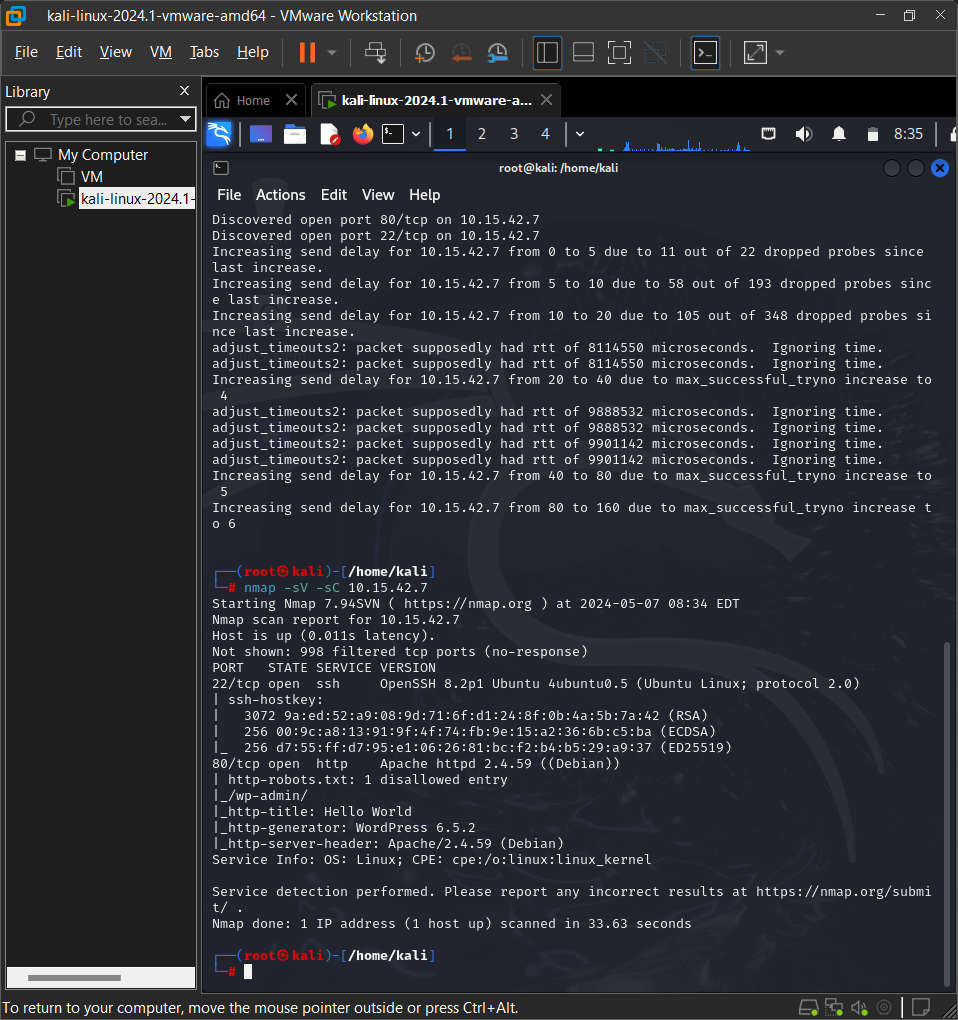 kali-linux-2024.1-vmware-amd64 - VMware Workstation
File Edit View VM Tabs Help
Library
Type here to sea...
My Computer
VM
kali-linux-2024.1-
Home
kali-linux-2024.1-vmware-a...
1 2 3 4
8:35
root@kali: /home/kali
File Actions Edit View Help
Discovered open port 80/tcp on 10.15.42.7
Discovered open port 22/tcp on 10.15.42.7
Increasing send delay for 10.15.42.7 from 0 to 5 due to 11 out of 22 dropped probes since
last increase.
Increasing send delay for 10.15.42.7 from 5 to 10 due to 58 out of 193 dropped probes sinc
e last increase.
Increasing send delay for 10.15.42.7 from 10 to 20 due to 105 out of 348 dropped probes si
nce last increase.
adjust_timeouts2: packet supposedly had rtt of 8114550 microseconds.  Ignoring time.
adjust_timeouts2: packet supposedly had rtt of 8114550 microseconds.  Ignoring time.
Increasing send delay for 10.15.42.7 from 20 to 40 due to max_successful_tryno increase to
4
adjust_timeouts2: packet supposedly had rtt of 9888532 microseconds.  Ignoring time.
adjust_timeouts2: packet supposedly had rtt of 9888532 microseconds.  Ignoring time.
adjust_timeouts2: packet supposedly had rtt of 9901142 microseconds.  Ignoring time.
adjust_timeouts2: packet supposedly had rtt of 9901142 microseconds.  Ignoring time.
Increasing send delay for 10.15.42.7 from 40 to 80 due to max_successful_tryno increase to
5
Increasing send delay for 10.15.42.7 from 80 to 160 due to max_successful_tryno increase t
o 6
┌──(root㉿kali)-[/home/kali]
└─# nmap -sV -sC 10.15.42.7
Starting Nmap 7.94SVN ( https://nmap.org ) at 2024-05-07 08:34 EDT
Nmap scan report for 10.15.42.7
Host is up (0.011s latency).
Not shown: 998 filtered tcp ports (no-response)
PORT   STATE SERVICE VERSION
22/tcp open  ssh     OpenSSH 8.2p1 Ubuntu 4ubuntu0.5 (Ubuntu Linux; protocol 2.0)
| ssh-hostkey:
|   3072 9a:ed:52:a9:08:9d:71:6f:d1:24:8f:0b:4a:5b:7a:42 (RSA)
|   256 00:9c:a8:13:91:9f:4f:74:fb:9e:15:a2:36:6b:c5:ba (ECDSA)
|_  256 d7:55:ff:d7:95:e1:06:26:81:bc:f2:b4:b5:29:a9:37 (ED25519)
80/tcp open  http    Apache httpd 2.4.59 ((Debian))
| http-robots.txt: 1 disallowed entry
|_/wp-admin/
|_http-title: Hello World
|_http-generator: WordPress 6.5.2
|_http-server-header: Apache/2.4.59 (Debian)
Service Info: OS: Linux; CPE: cpe:/o:linux:linux_kernel
Service detection performed. Please report any incorrect results at https://nmap.org/submi
t/ .
Nmap done: 1 IP address (1 host up) scanned in 33.63 seconds
┌──(root㉿kali)-[/home/kali]
└─#
To return to your computer, move the mouse pointer outside or press Ctrl+Alt.